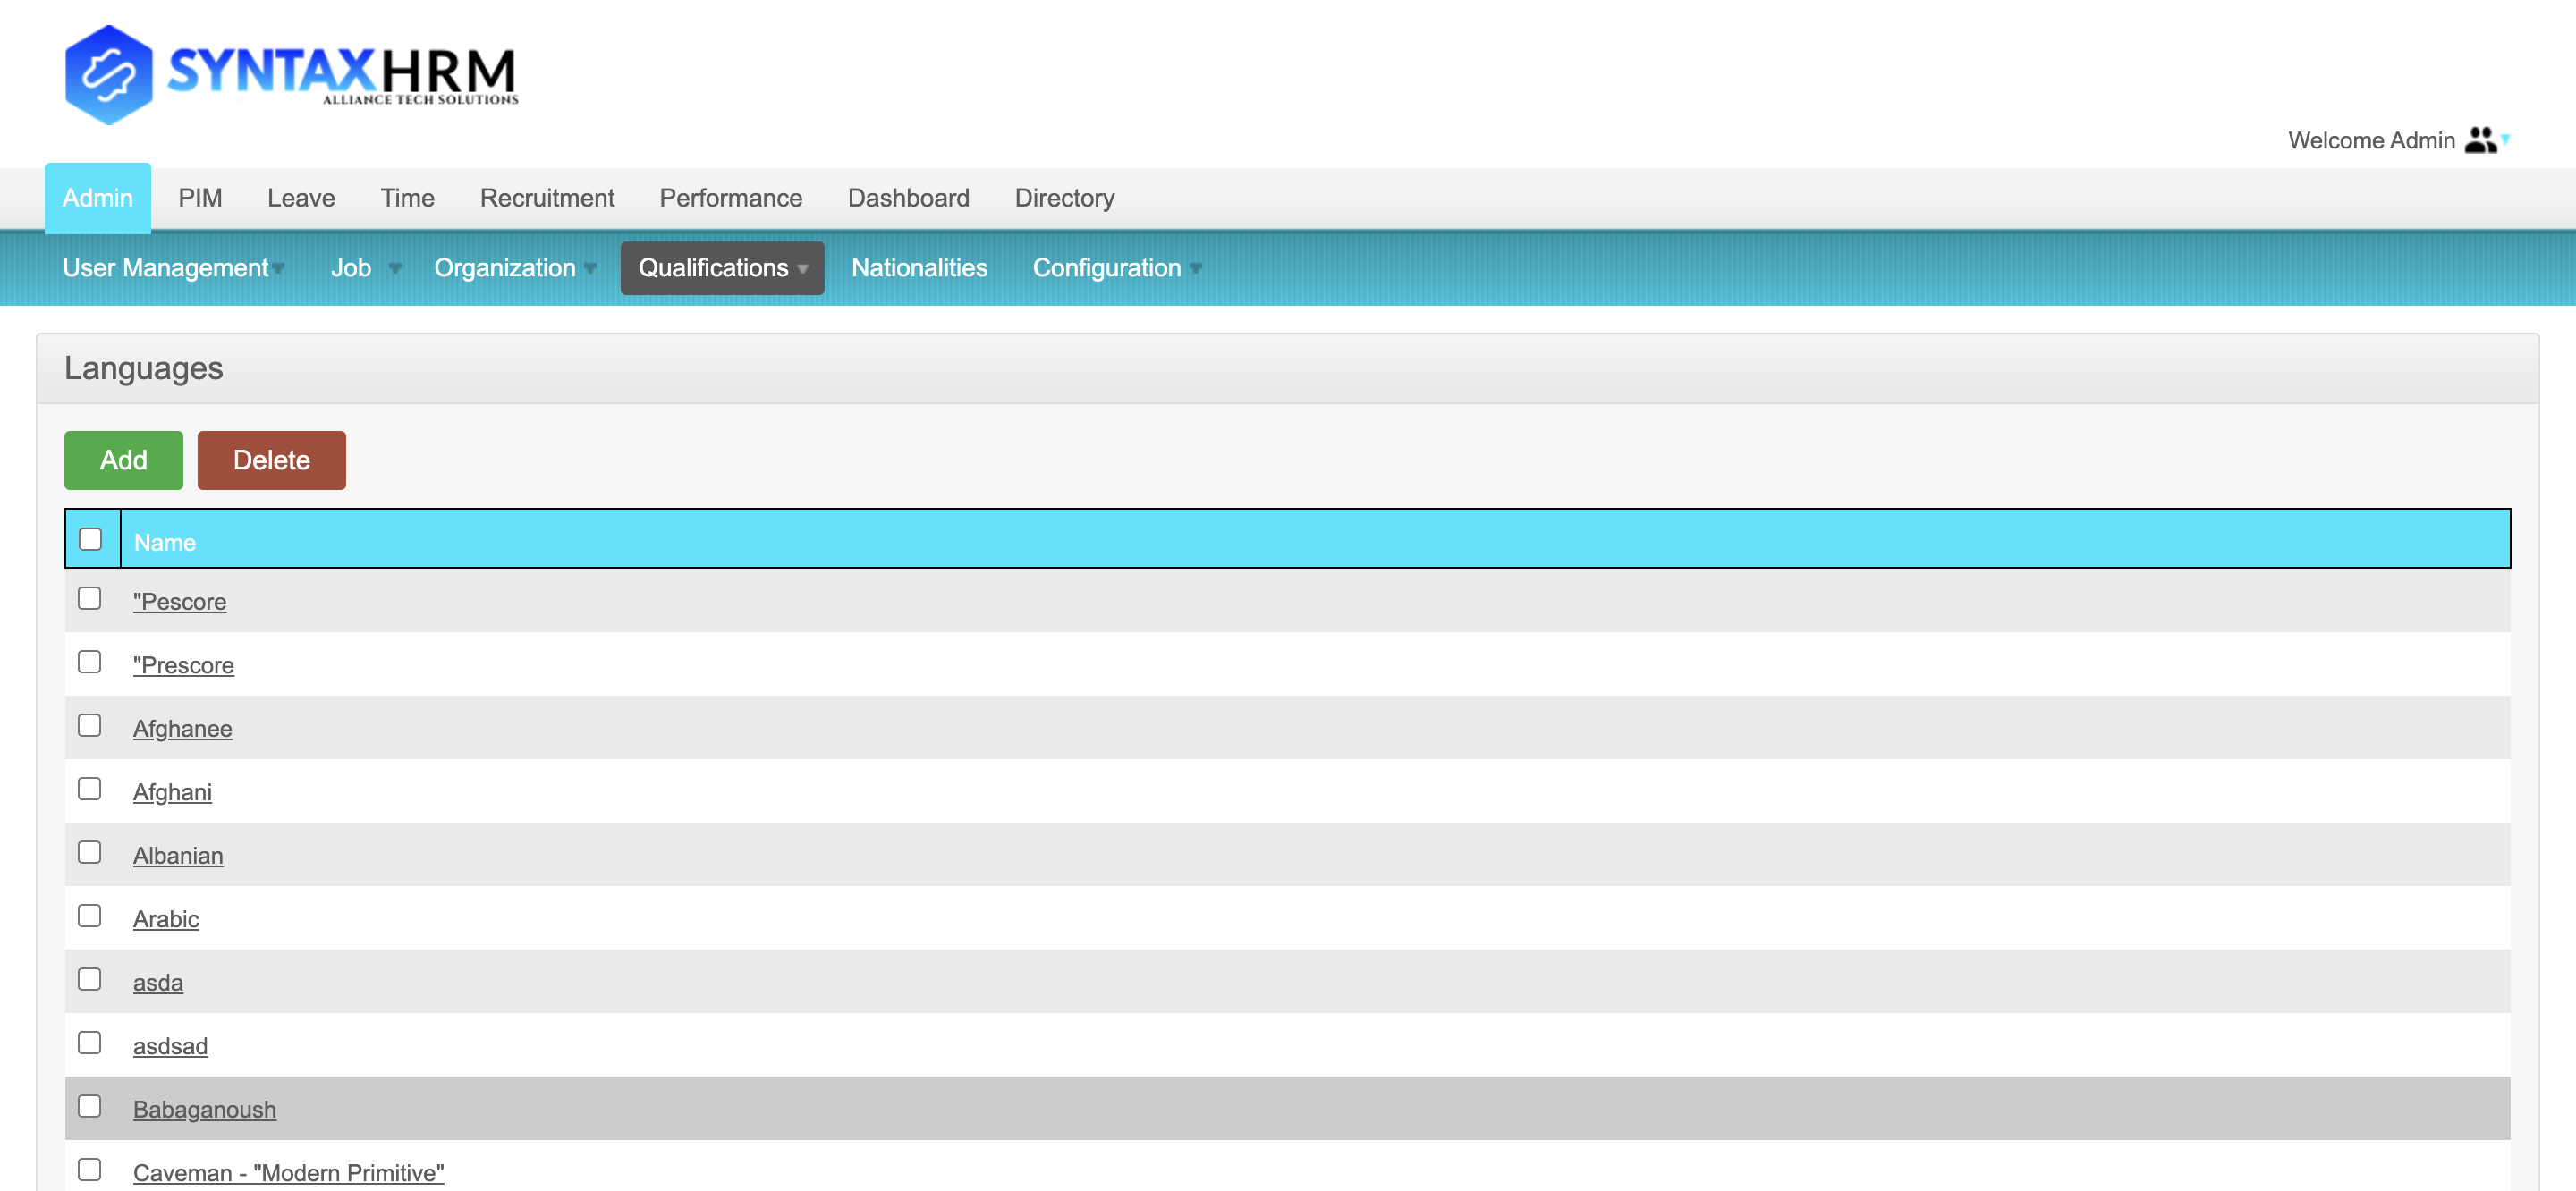 SYNTAXHRM
ALLIANCE TECH SOLUTIONS
Welcome Admin
Admin PIM Leave Time Recruitment Performance Dashboard Directory
User Management Job Organization Qualifications Nationalities Configuration
Languages
Add Delete
Name
"Pescore
"Prescore
Afghanee
Afghani
Albanian
Arabic
asda
asdsad
Babaganoush
Caveman - "Modern Primitive"